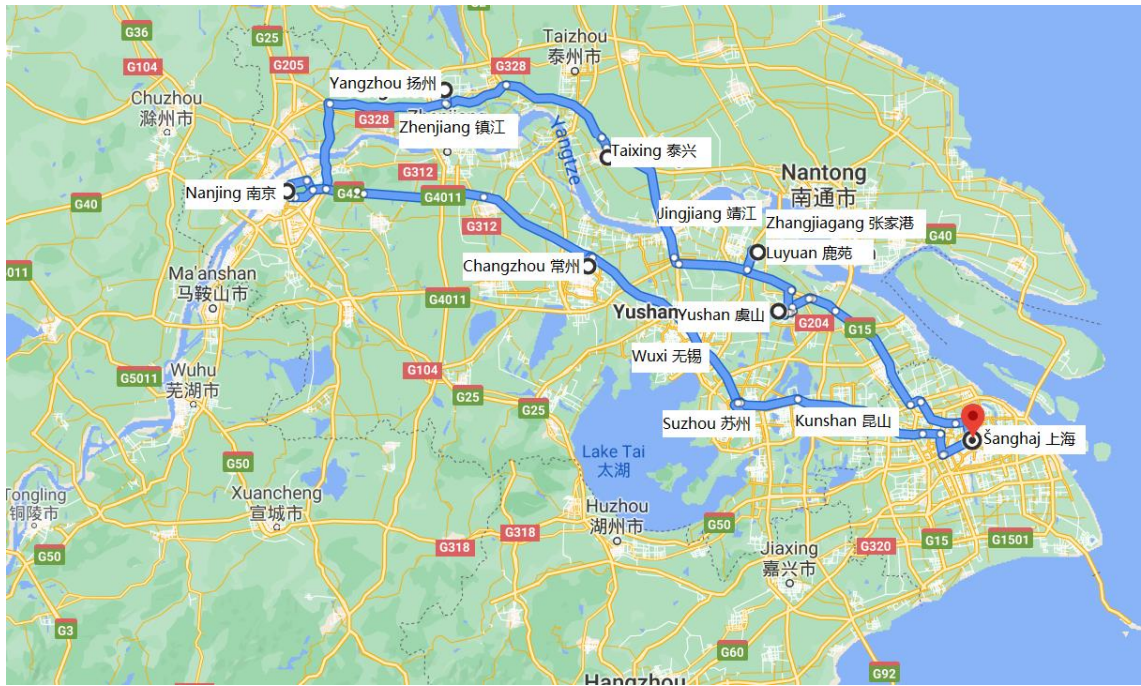 G2
G36
G25
Taizhou
泰州市
G104
G205
G328
Yangzhou 扬州
Chuzhou
滁州市
G328
Zhenjiang 镇江
Yangtze
Taixing 泰兴
G312
Nantong
南通市
Nanjing 南京
G42
G4011
G40
G312
Jingjiang 靖江
Zhangjiagang 张家港
G40
Luyuan 鹿苑
Changzhou 常州
G4011
Ma'anshan
马鞍山市
Yushan
Yushan 虞山
G204
G15
Wuxi 无锡
Wuhu
芜湖市
G5011
G104
G25
G25
Suzhou 苏州
Kunshan 昆山
Šanghaj 上海
Lake Tai
太湖
G50
Tongling
铜陵市
Xuancheng
宣城市
Huzhou
湖州市
G318
G318
G318
G50
G50
Jiaxing
嘉兴市
G320
G15
G1501
G3
G60
G92
Hangzhou